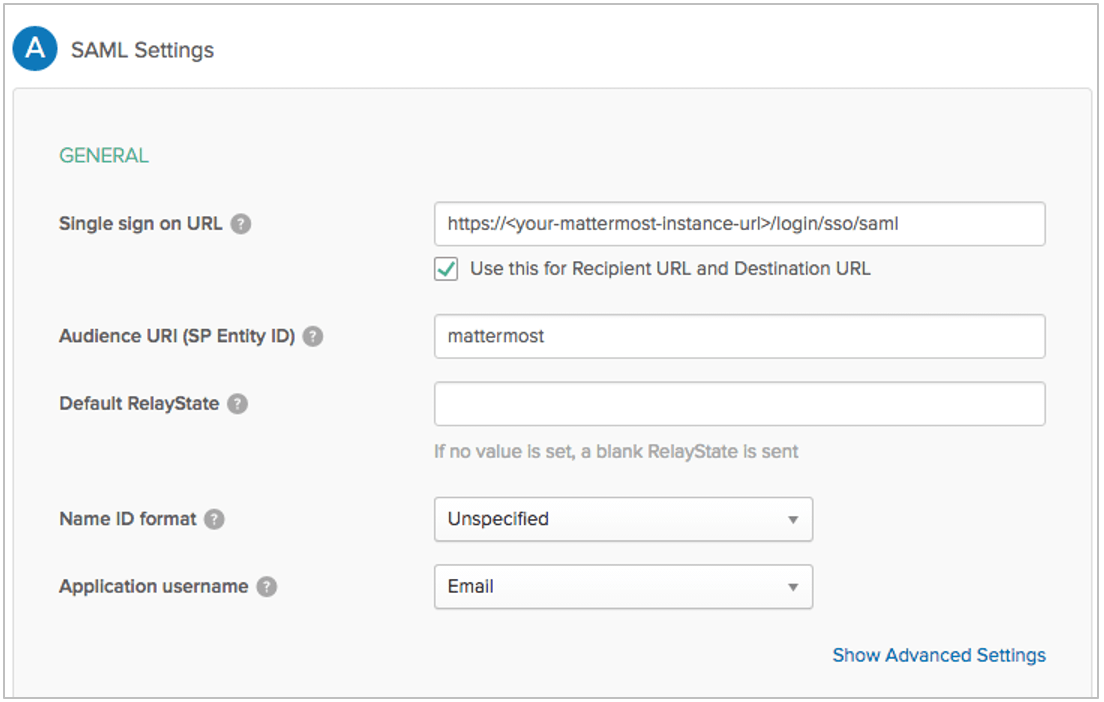 A SAML Settings
GENERAL
Single sign on URL ? https://<your-mattermost-instance-url>/login/sso/saml
Use this for Recipient URL and Destination URL
Audience URI (SP Entity ID) ? mattermost
Default RelayState ?
If no value is set, a blank RelayState is sent
Name ID format ? Unspecified
Application username ? Email
Show Advanced Settings